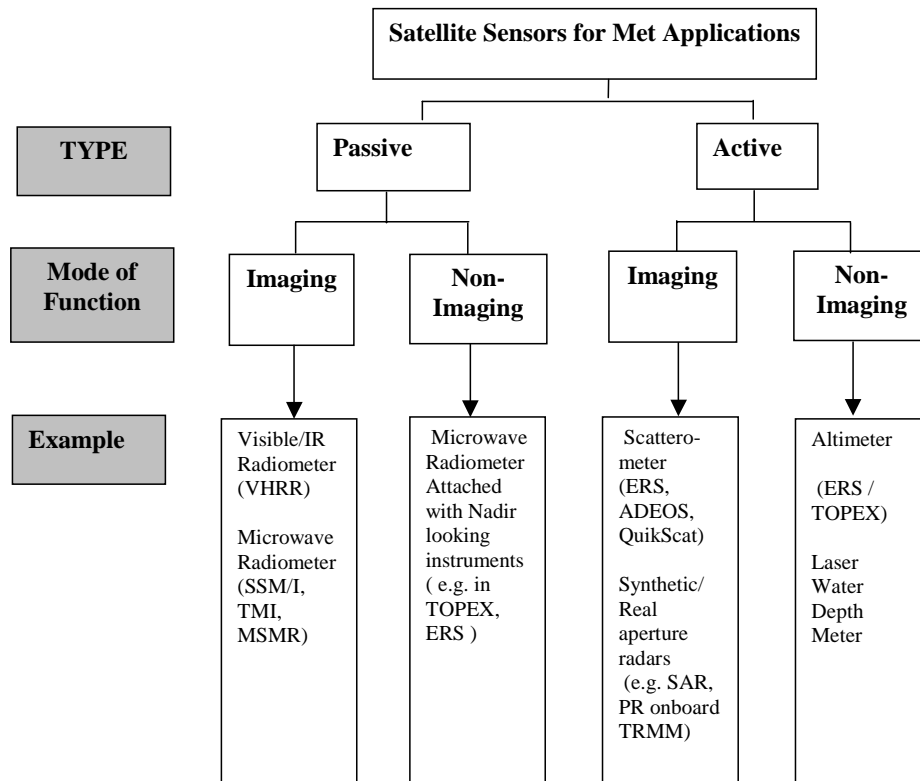 Satellite Sensors for Met Applications
TYPE
Passive
Active
Mode of
Function
Imaging
Non-
Imaging
Imaging
Non-
Imaging
Example
Visible/IR
Radiometer
(VHRR)
Microwave
Radiometer
(SSM/I,
TMI,
MSMR)
Microwave
Radiometer
Attached
with Nadir
looking
instruments
( e.g. in
TOPEX,
ERS )
Scattero-
meter
(ERS,
ADEOS,
QuikScat)
Synthetic/
Real
aperture
radars
(e.g. SAR,
PR onboard
TRMM)
Altimeter
(ERS /
TOPEX)
Laser
Water
Depth
Meter